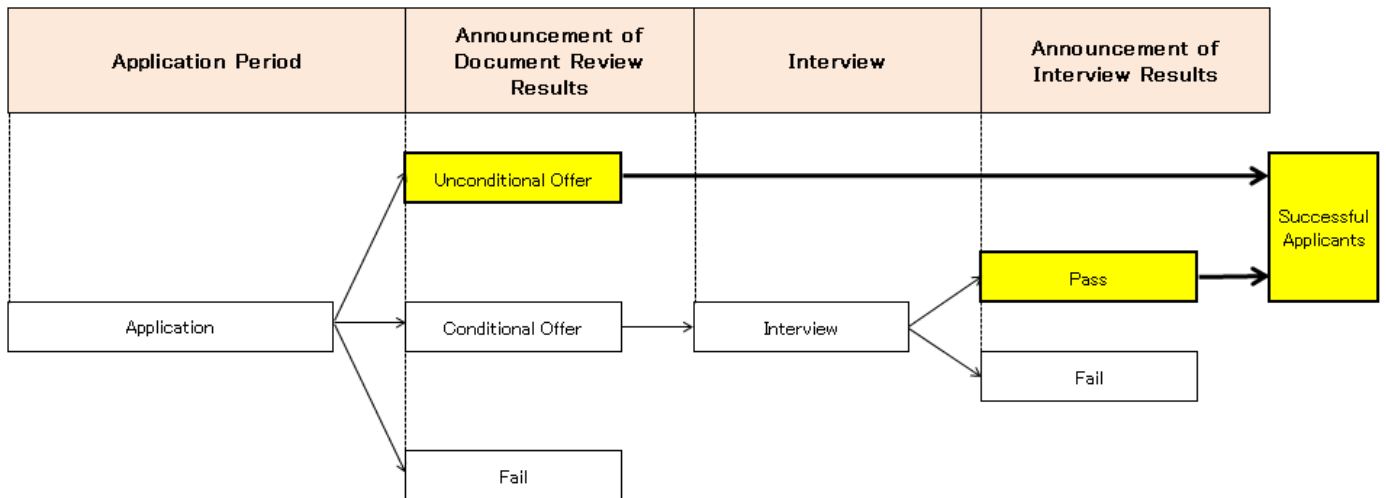 Application Period
Announcement of
Document Review
Results
Interview
Announcement of
Interview Results
Unconditional Offer
Successful
Applicants
Pass
Application
Conditional Offer
Interview
Fail
Fail